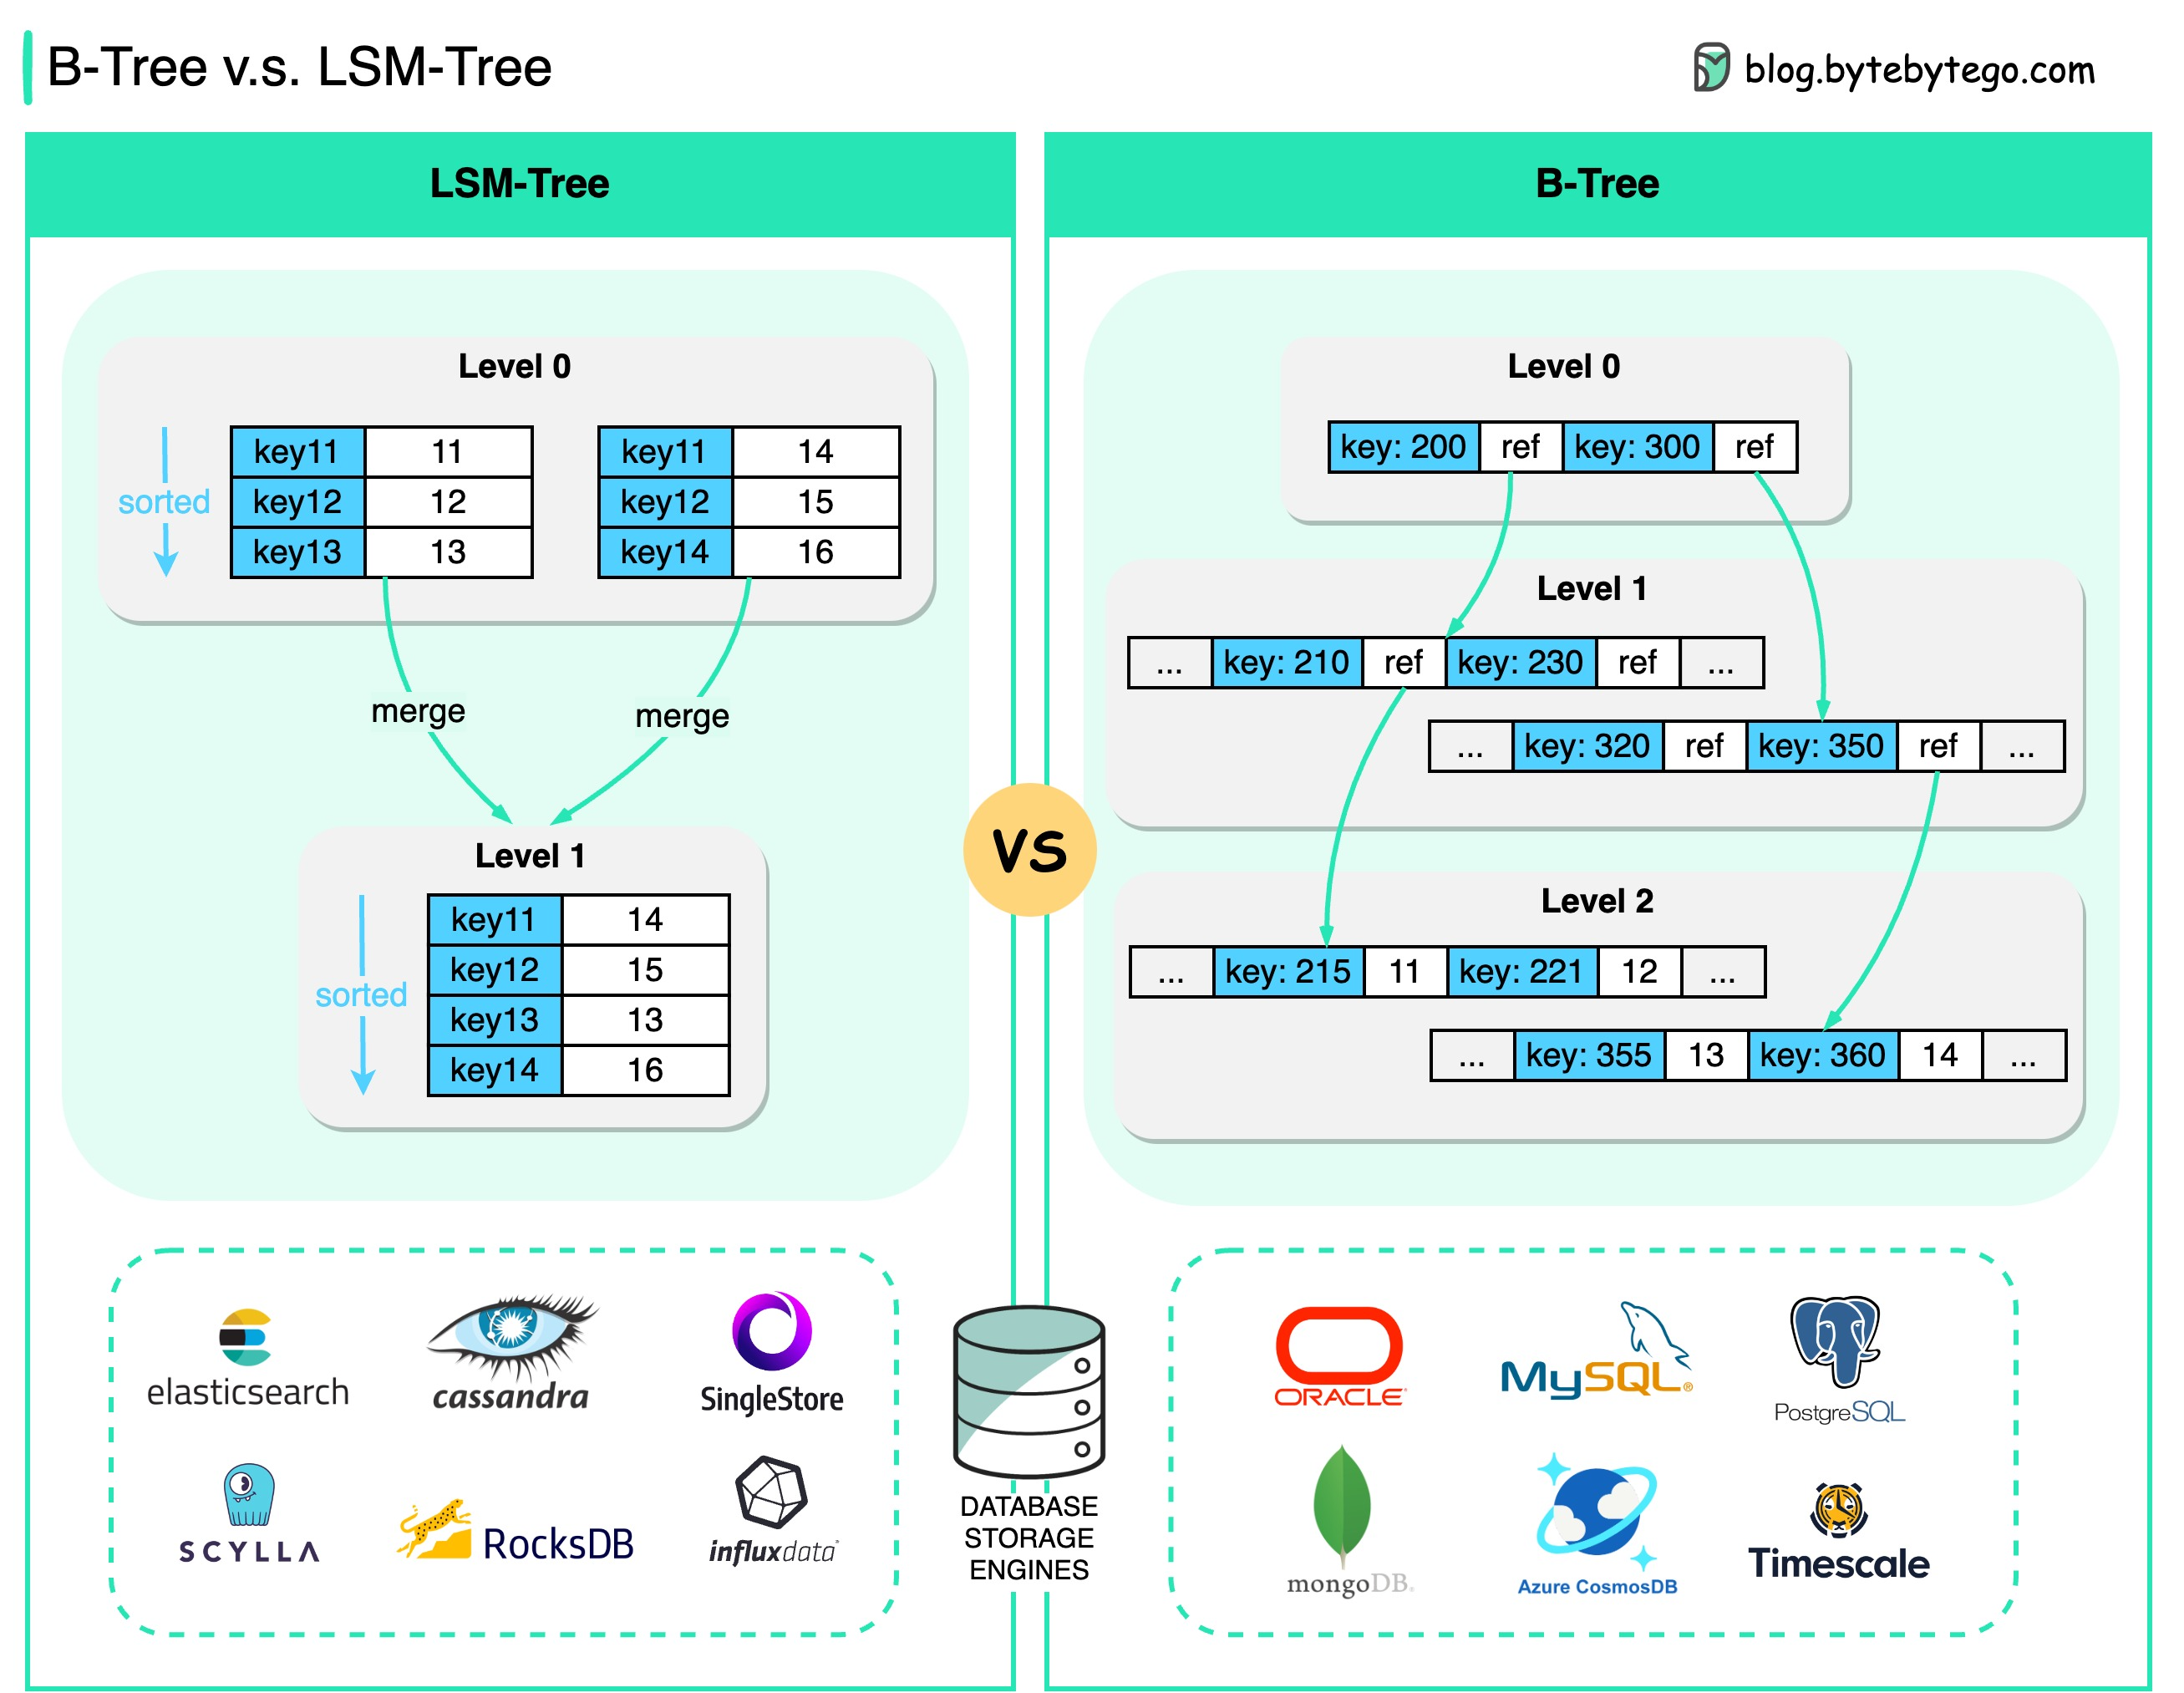 B-Tree v.s. LSM-Tree
blog.bytebytego.com
LSM-Tree
Level 0
sorted
key11 11
key12 12
key13 13
key11 14
key12 15
key14 16
merge
merge
Level 1
sorted
key11 14
key12 15
key13 13
key14 16
elasticsearch
cassandra
SingleStore
SCYLLA
RocksDB
influxdata
VS
DATABASE
STORAGE
ENGINES
B-Tree
Level 0
key: 200 ref key: 300 ref
Level 1
... key: 210 ref key: 230 ref ...
... key: 320 ref key: 350 ref ...
Level 2
... key: 215 11 key: 221 12 ...
... key: 355 13 key: 360 14 ...
ORACLE
MySQL®
PostgreSQL
mongoDB
Azure CosmosDB
Timescale